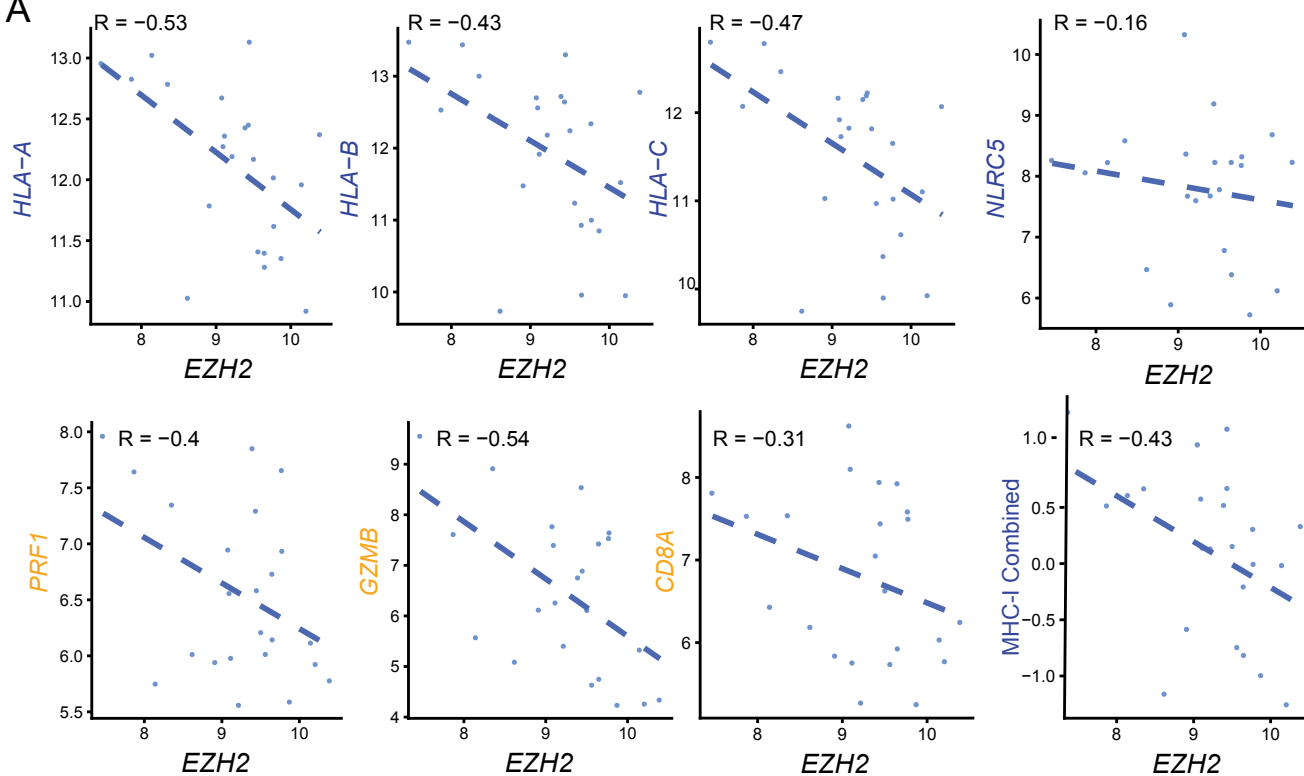 A
R = −0.53
R = −0.43
R = −0.47
R = −0.16
HLA−A
13.0
12.5
12.0
11.5
11.0
8 9 10
EZH2
HLA−B
13
12
11
10
8 9 10
EZH2
HLA−C
12
11
10
8 9 10
EZH2
NLRC5
10
9
8
7
6
8 9 10
EZH2
R = −0.4
R = −0.54
R = −0.31
R = −0.43
PRF1
8.0
7.5
7.0
6.5
6.0
5.5
8 9 10
EZH2
GZMB
9
8
7
6
5
4
8 9 10
EZH2
CD8A
8
7
6
8 9 10
EZH2
MHC-I Combined
1.0
0.5
0.0
−0.5
−1.0
8 9 10
EZH2